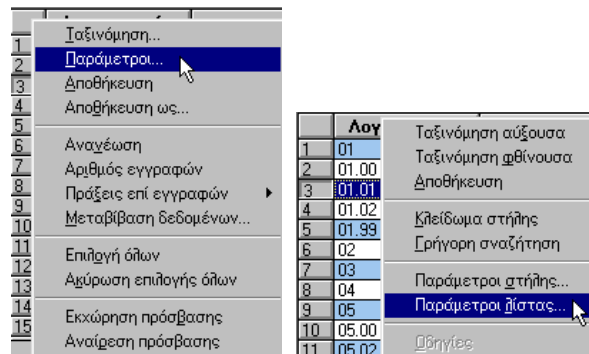 Ταξινόμηση...
Παράμετροι...
Αποθήκευση
Αποθήκευση ως...
Ανανέωση
Αριθμός εγγραφών
Πράξεις επί εγγραφών
Μεταβίβαση δεδομένων...
Επιλογή όλων
Ακύρωση επιλογής όλων
Εκχώρηση πρόσβασης
Αναίρεση πρόσβασης
1
2
3
4
5
6
7
8
9
10
11
12
13
14
15
Λογ
1 01
2 01.00
3 01.01
4 01.02
5 01.99
6 02
7 03
8 04
9 05
10 05.00
11 05.02
Ταξινόμηση αύξουσα
Ταξινόμηση φθίνουσα
Αποθήκευση
Κλείδωμα στήλης
Γρήγορη αναζήτηση
Παράμετροι στήλης...
Παράμετροι λίστας...
Οδηγίες